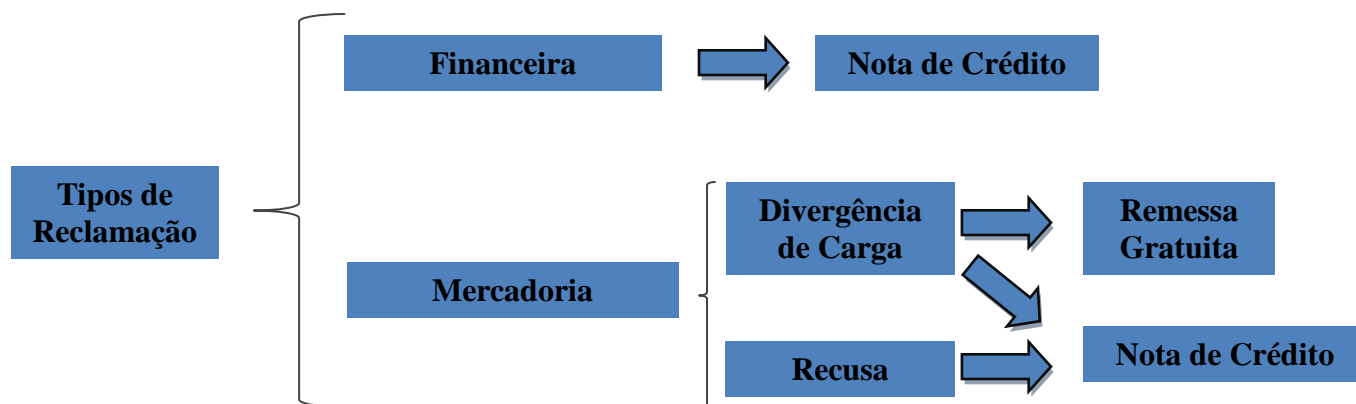 Financeira
Nota de Crédito
Tipos de
Reclamação
Divergência
de Carga
Remessa
Gratuita
Mercadoria
Recusa
Nota de Crédito